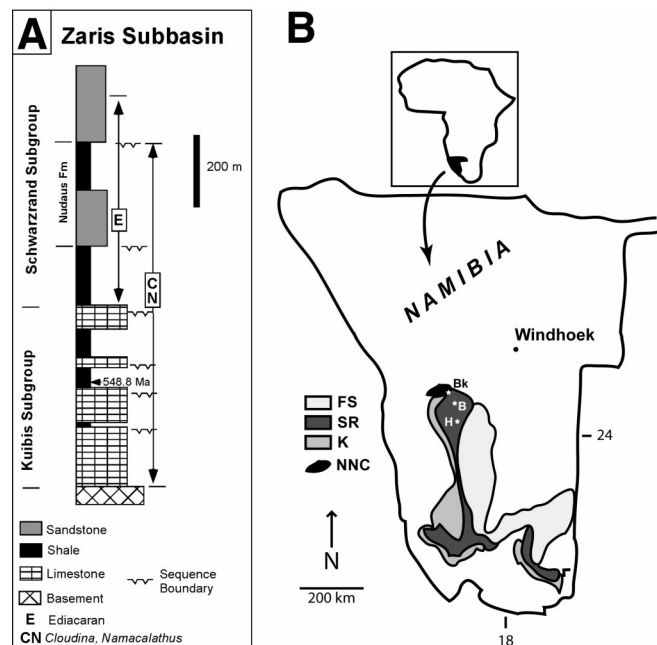 A Zaris Subbasin
Schwarzrand Subgroup
Nudaus Fm
Kuibis Subgroup
200 m
E
CN
548,8 Ma
Sandstone
Shale
Limestone
Basement
Sequence
Boundary
E Ediacaran
CN Cloudina, Namacalathus
B
NAMIBIA
Windhoek
Bk
B
H
FS
SR
K
NNC
24
N
200 km
18